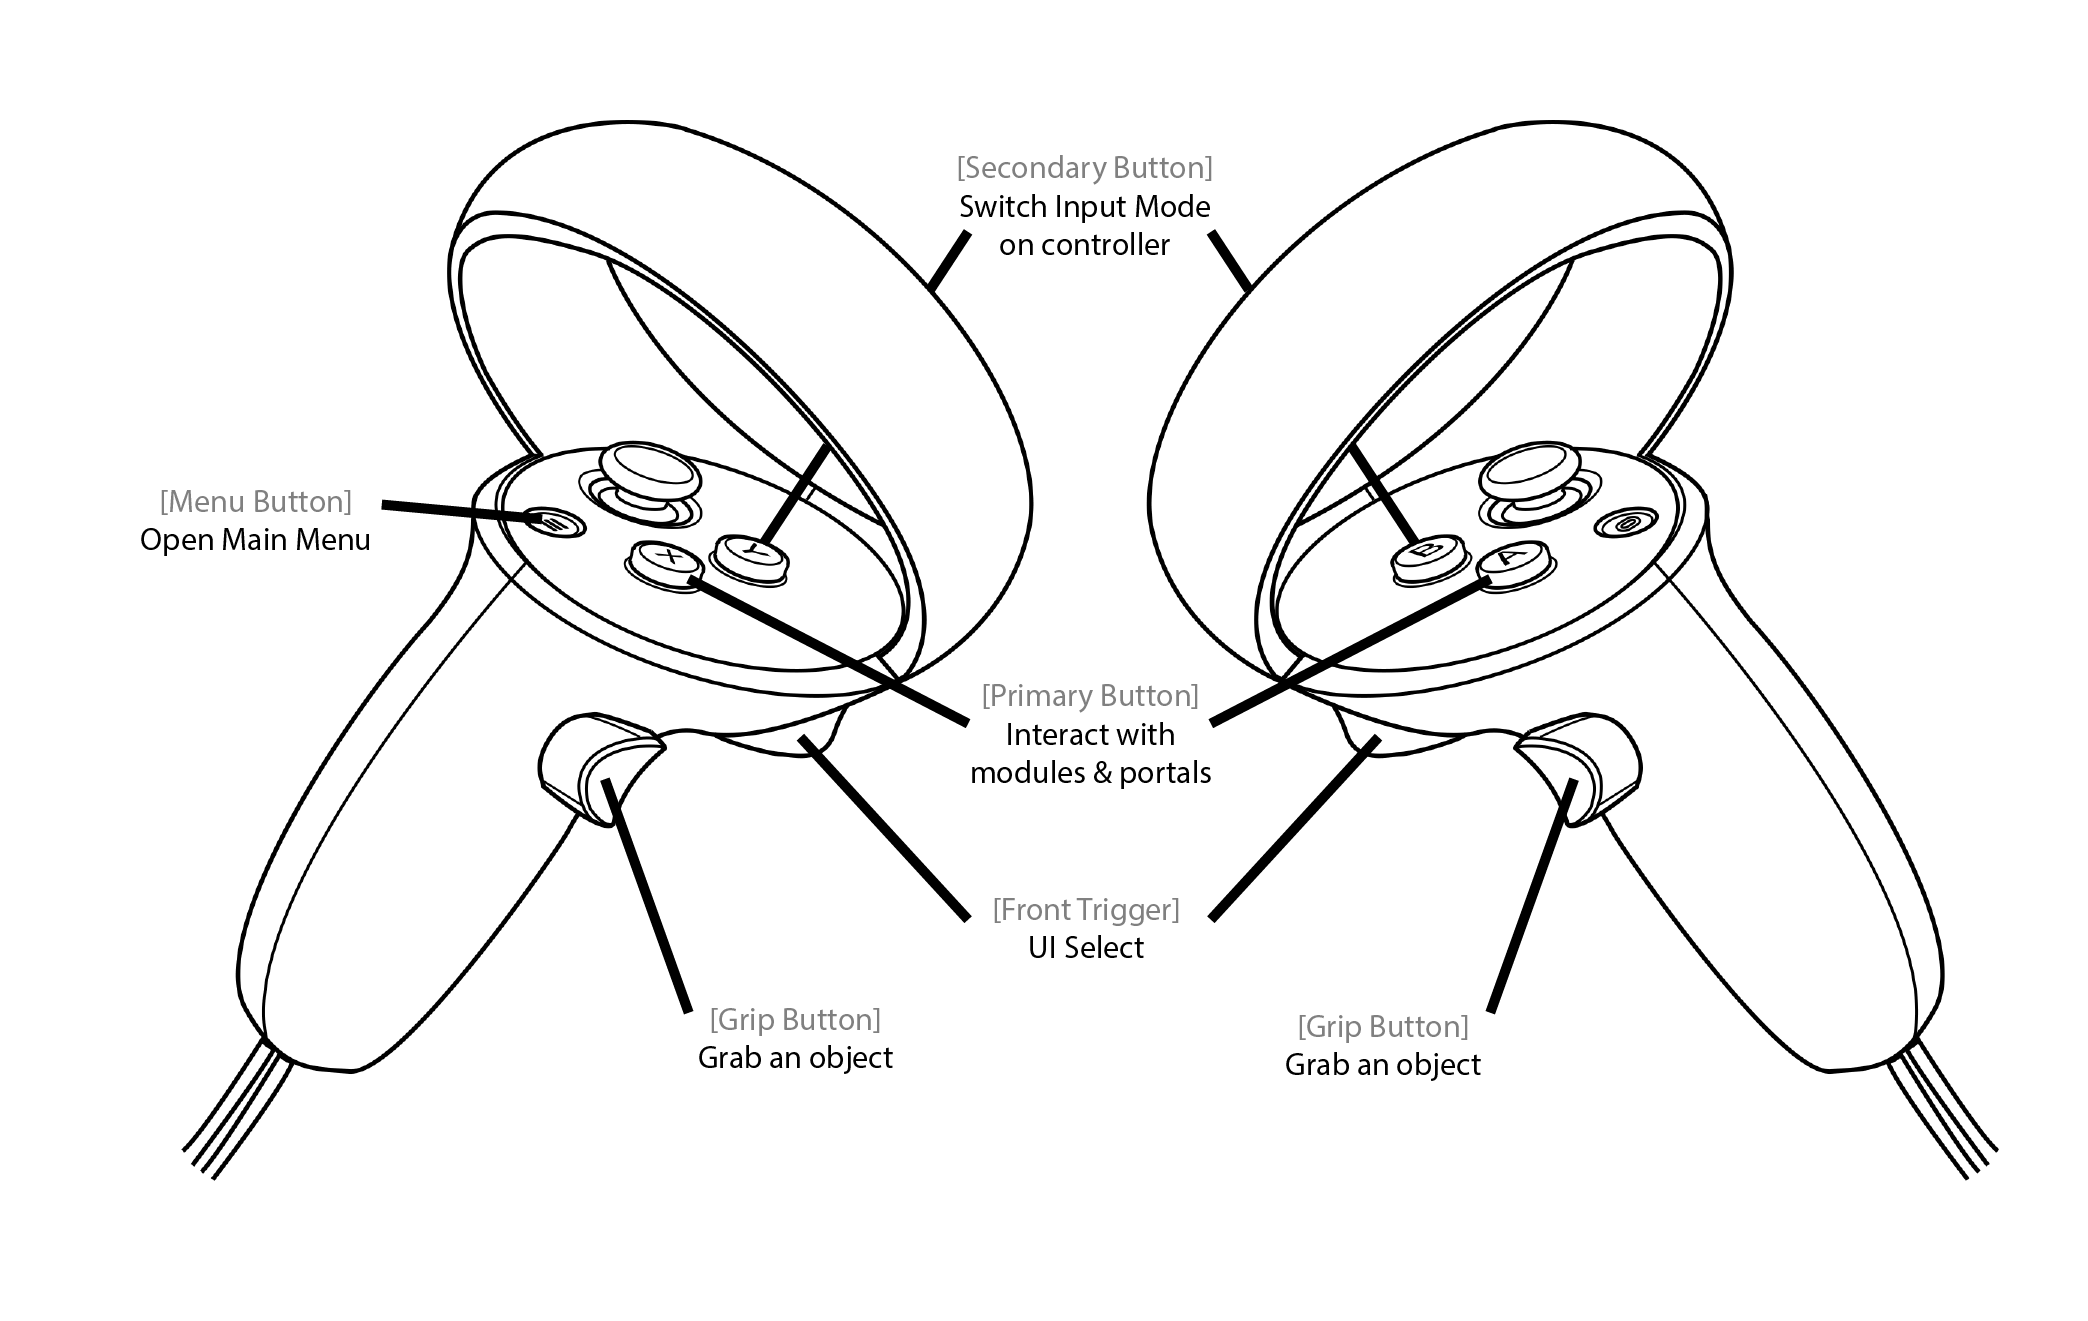 [Secondary Button]
Switch Input Mode
on controller
[Menu Button]
Open Main Menu
X
Y
B
A
[Primary Button]
Interact with
modules & portals
[Front Trigger]
UI Select
[Grip Button]
Grab an object
[Grip Button]
Grab an object